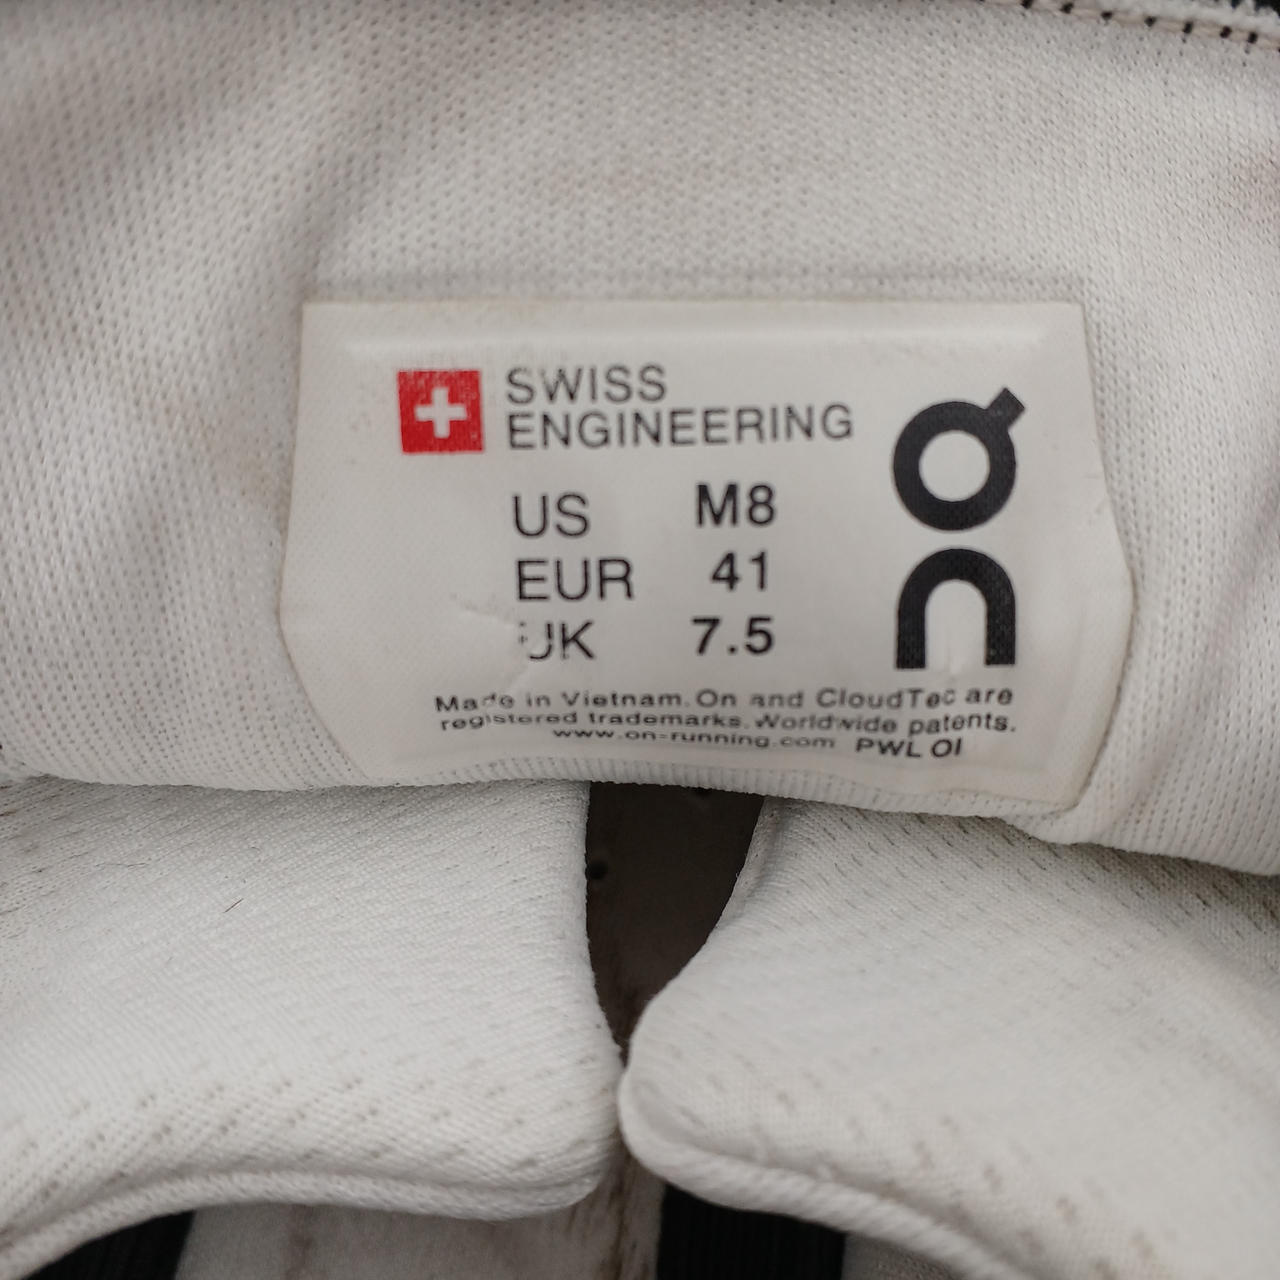 SWISS
ENGINEERING
On
US M8
EUR 41
UK 7.5
Made in Vietnam. On and CloudTec are
registered trademarks. Worldwide patents.
www.on-running.com PWL OI